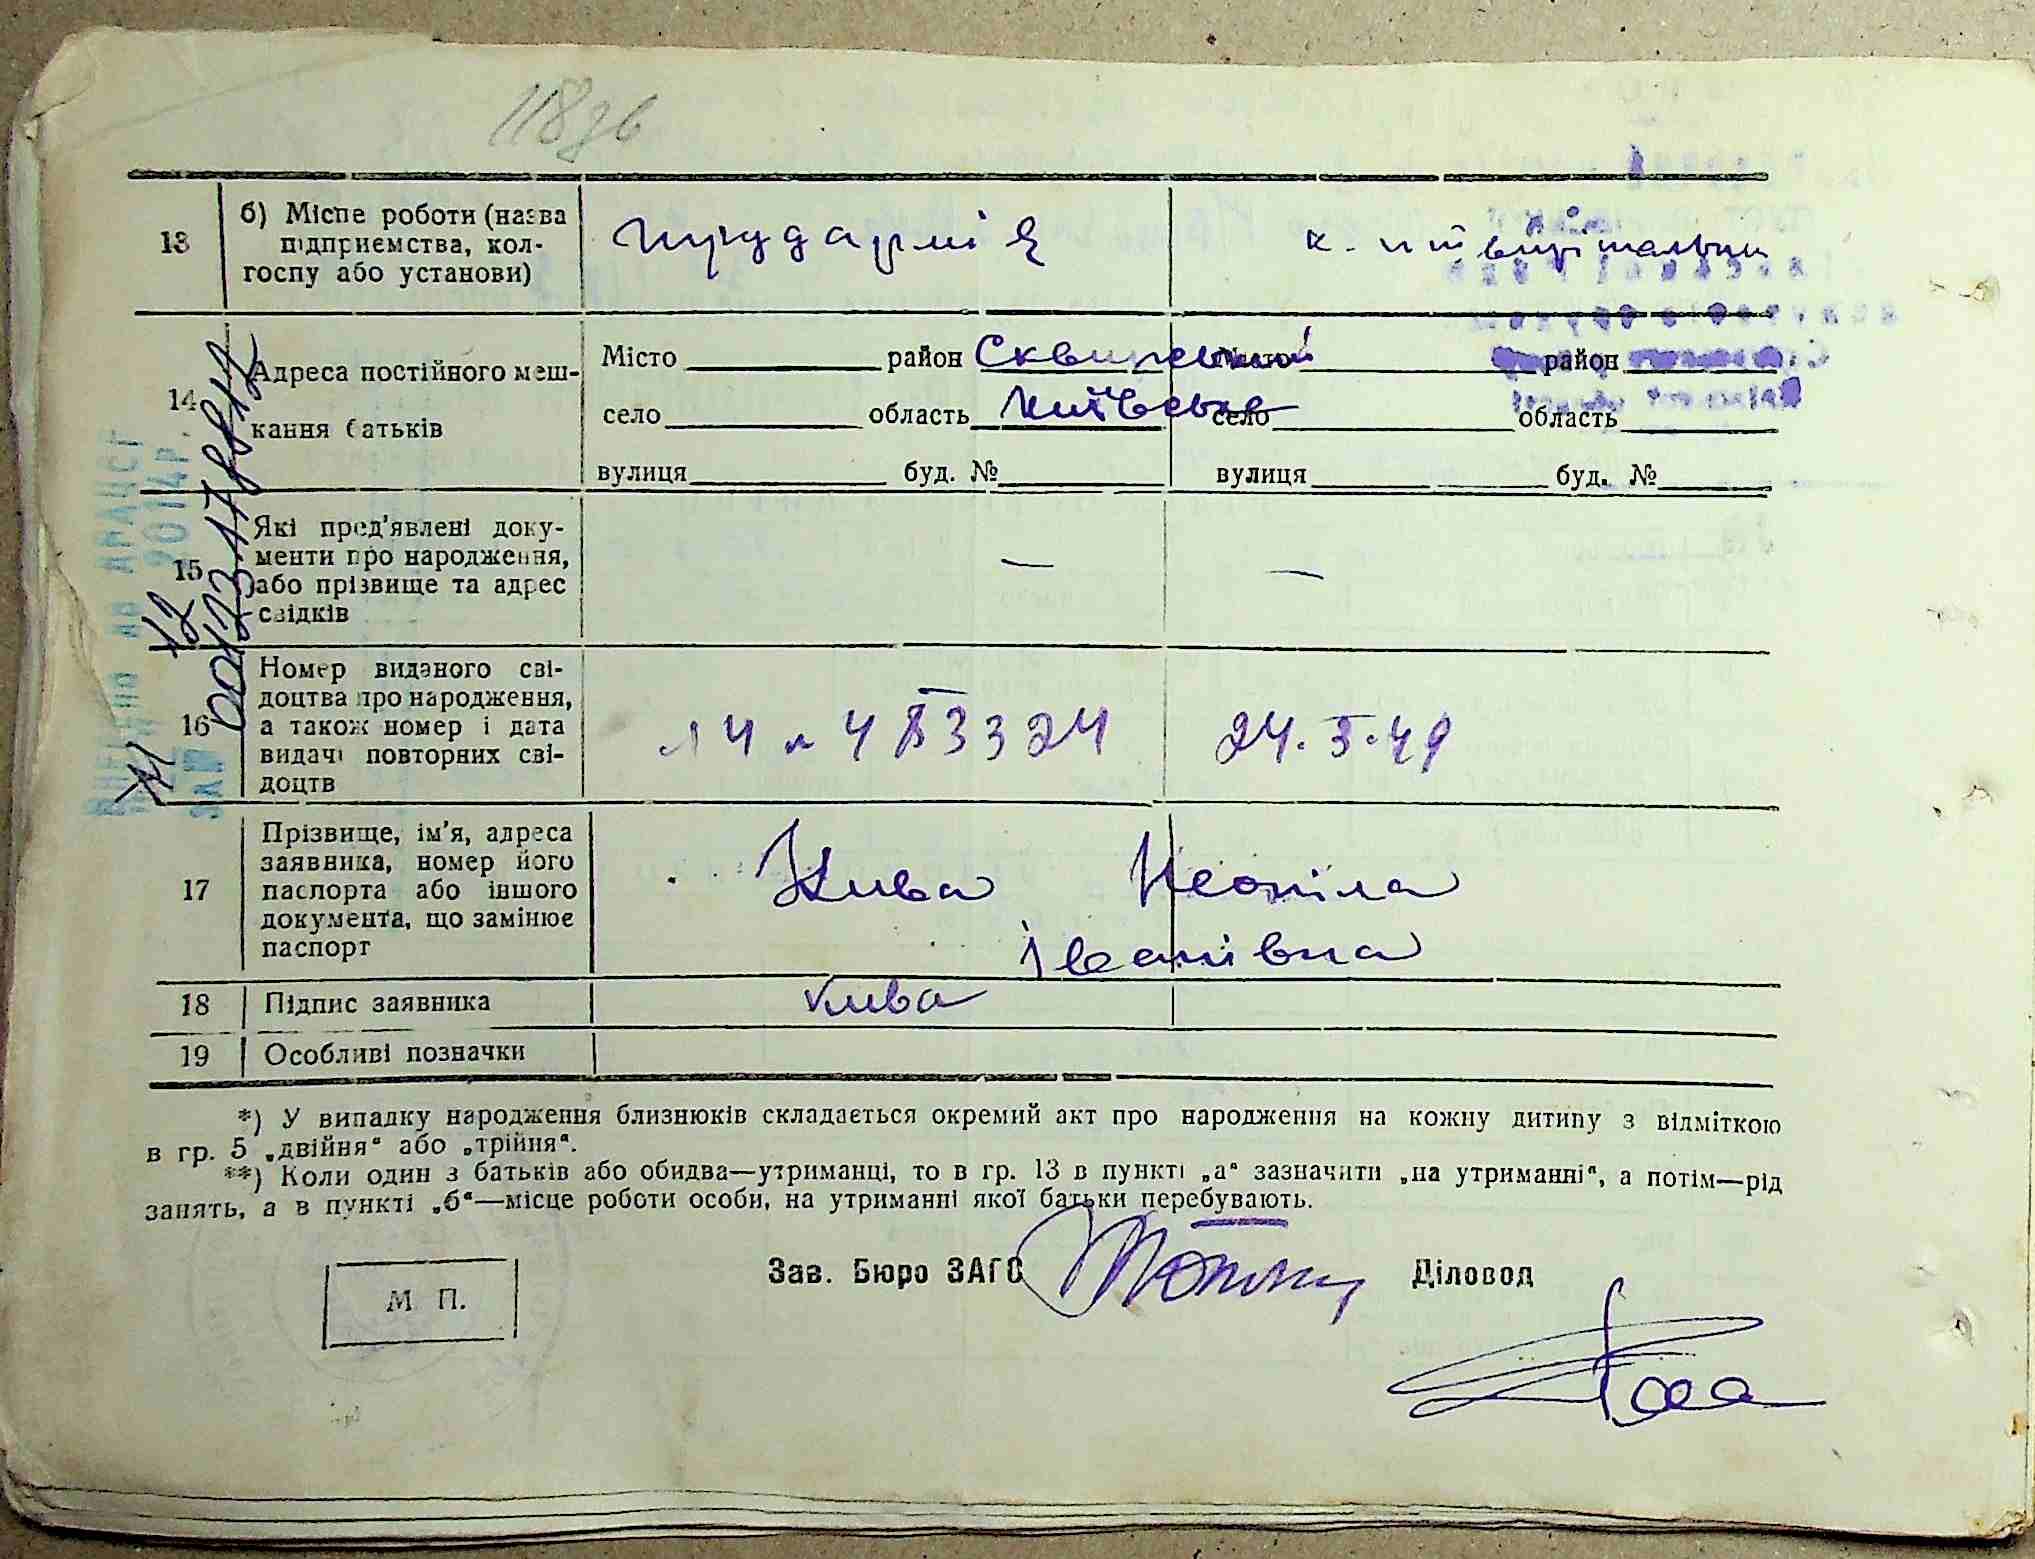 118зв
13 б) Місце роботи (назва
підприємства, кол-
госпу або установи)
трудармія
14 Адреса постійного меш-
кання батьків
Місто район Сквирський Місто район
село область Київська село область
вулиця буд. № вулиця буд. №
15 Які пред'явлені доку-
менти про народження,
або прізвище та адрес
свідків
— —
16 Номер виданого сві-
доцтва про народження,
а також номер і дата
видачі повторних сві-
доцтв
24.V.49
17 Прізвище, ім'я, адреса
заявника, номер його
паспорта або іншого
документа, що замінює
паспорт
Кива Неоніла
Іванівна
18 Підпис заявника Кива
19 Особливі позначки
*) У випадку народження близнюків складається окремий акт про народження на кожну дитину з відміткою
в гр. 5 „двійня“ або „трійня“.
**) Коли один з батьків або обидва—утриманці, то в гр. 13 в пункті „а“ зазначити „на утриманні“, а потім—рід
занять, а в пункті „б“—місце роботи особи, на утриманні якої батьки перебувають.
М П.
Зав. Бюро ЗАГС
Діловод